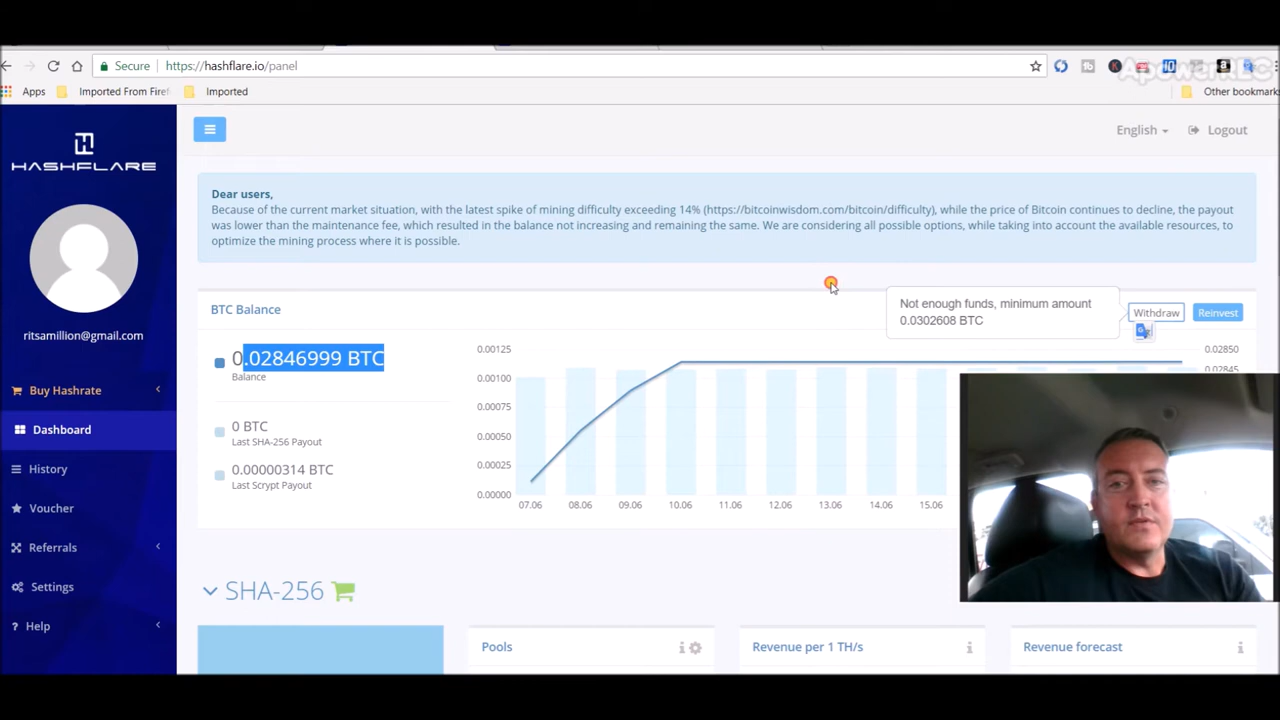 ApowerREC
Secure https://hashflare.io/panel
Apps Imported From Firef Imported Other bookmarks
HASHFLARE
English Logout
Dear users,
Because of the current market situation, with the latest spike of mining difficulty exceeding 14% (https://bitcoinwisdom.com/bitcoin/difficulty), while the price of Bitcoin continues to decline, the payout
was lower than the maintenance fee, which resulted in the balance not increasing and remaining the same. We are considering all possible options, while taking into account the available resources, to
optimize the mining process where it is possible.
BTC Balance
Not enough funds, minimum amount
0.0302608 BTC
Withdraw Reinvest
ritsamillion@gmail.com
0.02846999 BTC
Balance
0 BTC
Last SHA-256 Payout
0.00000314 BTC
Last Scrypt Payout
0.00125
0.00100
0.00075
0.00050
0.00025
0.00000
0.02850
0.02845
07.06 08.06 09.06 10.06 11.06 12.06 13.06 14.06 15.06
Buy Hashrate
Dashboard
History
Voucher
Referrals
Settings
? Help
SHA-256
Pools
Revenue per 1 TH/s
Revenue forecast